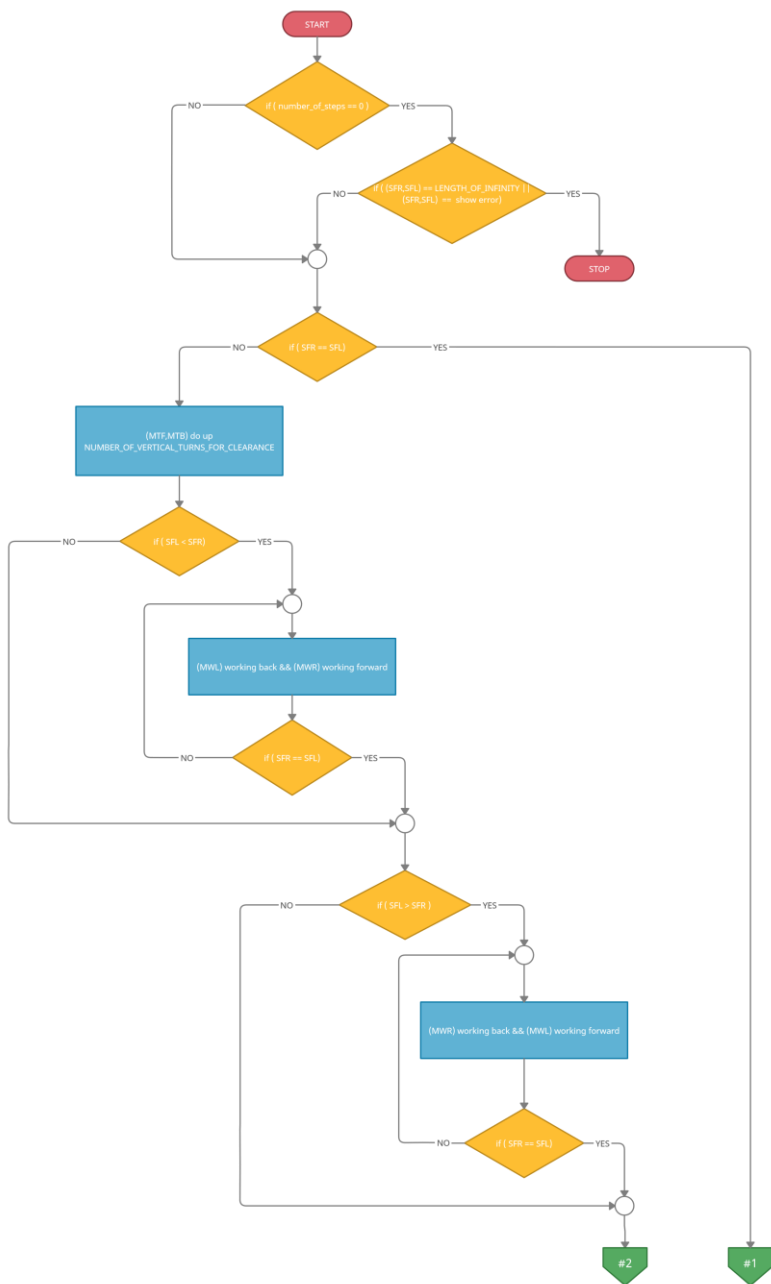 START
if ( number_of_steps == 0 )
NO
YES
if ( (SFR,SFL) == LENGTH_OF_INFINITY ||
(SFR,SFL) == show error)
NO
YES
STOP
if ( SFR == SFL)
NO
YES
(MTF,MTB) do up
NUMBER_OF_VERTICAL_TURNS_FOR_CLEARANCE
if ( SFL < SFR)
NO
YES
(MWL) working back && (MWR) working forward
if ( SFR == SFL)
NO
YES
if ( SFL > SFR )
NO
YES
(MWR) working back && (MWL) working forward
if ( SFR == SFL)
NO
YES
#2
#1